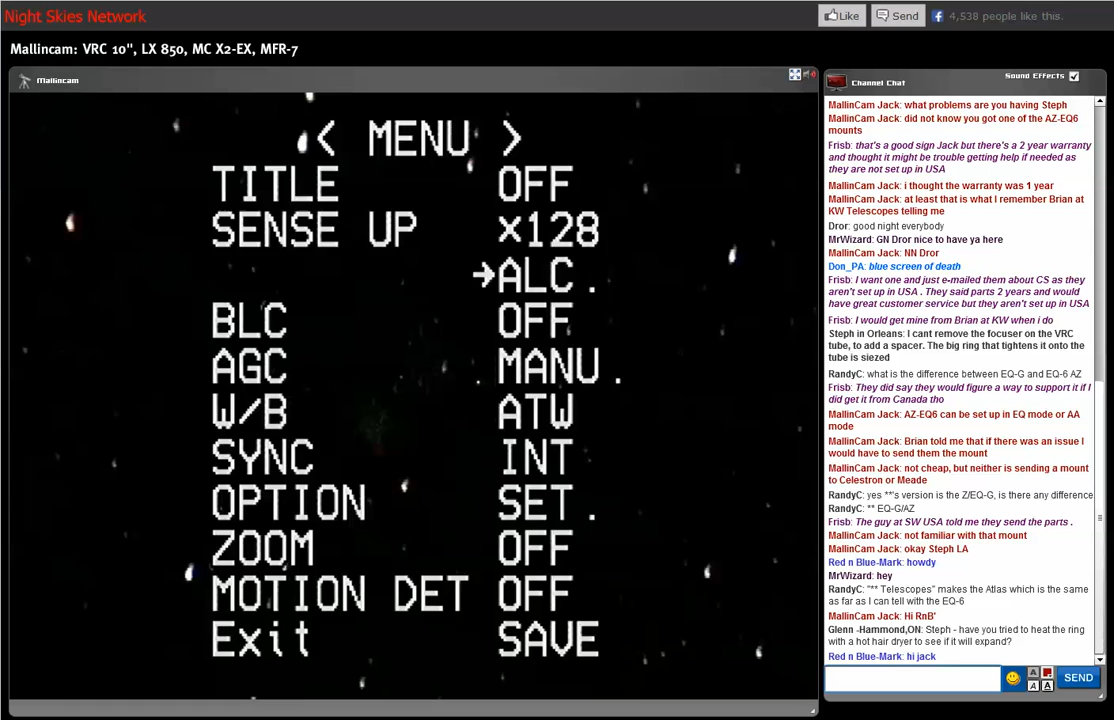 Night Skies Network
Like
Send
4,538 people like this.
Mallincam: VRC 10", LX 850, MC X2-EX, MFR-7
Mallincam
< MENU >
TITLE OFF
SENSE UP ×128
→ALC .
BLC OFF
AGC . MANU .
W/B ATW
SYNC INT
OPTION SET .
ZOOM OFF
MOTION DET OFF
Exit SAVE
Channel Chat
Sound Effects
MallinCam Jack: what problems are you having Steph
MallinCam Jack: did not know you got one of the AZ-EQ6
mounts
Frisb: that's a good sign Jack but there's a 2 year warranty
and thought it might be trouble getting help if needed as
they are not set up in USA
MallinCam Jack: i thought the warranty was 1 year
MallinCam Jack: at least that is what I remember Brian at
KW Telescopes telling me
Dror: good night everybody
MrWizard: GN Dror nice to have ya here
MallinCam Jack: NN Dror
Don_PA: blue screen of death
Frisb: I want one and just e-mailed them about CS as they
aren't set up in USA . They said parts 2 years and would
have great customer service but they aren't set up in USA
Frisb: I would get mine from Brian at KW when i do
Steph in Orleans: I cant remove the focuser on the VRC
tube, to add a spacer. The big ring that tightens it onto the
tube is siezed
RandyC: what is the difference between EQ-G and EQ-6 AZ
Frisb: They did say they would figure a way to support it if I
did get it from Canada tho
MallinCam Jack: AZ-EQ6 can be set up in EQ mode or AA
mode
MallinCam Jack: Brian told me that if there was an issue I
would have to send them the mount
MallinCam Jack: not cheap, but neither is sending a mount
to Celestron or Meade
RandyC: yes **'s version is the Z/EQ-G, is there any difference
RandyC: ** EQ-G/AZ
Frisb: The guy at SW USA told me they send the parts .
MallinCam Jack: not familiar with that mount
MallinCam Jack: okay Steph LA
Red n Blue-Mark: howdy
MrWizard: hey
RandyC: "** Telescopes" makes the Atlas which is the same
as far as I can tell with the EQ-6
MallinCam Jack: Hi RnB'
Glenn -Hammond,ON: Steph - have you tried to heat the ring
with a hot hair dryer to see if it will expand?
Red n Blue-Mark: hi jack
A
A A
SEND